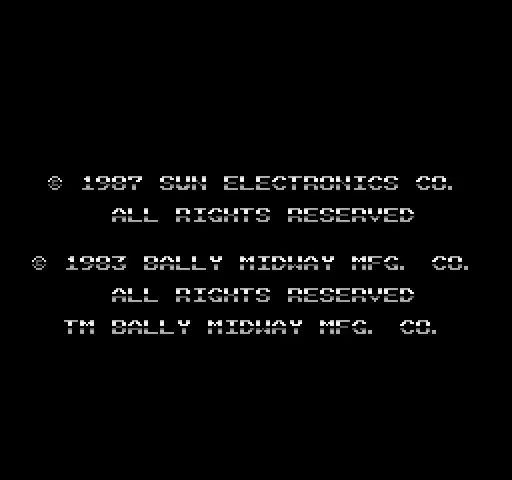 © 1987 SUN ELECTRONICS CO.
ALL RIGHTS RESERVED
© 1983 BALLY MIDWAY MFG. CO.
ALL RIGHTS RESERVED
TM BALLY MIDWAY MFG. CO.